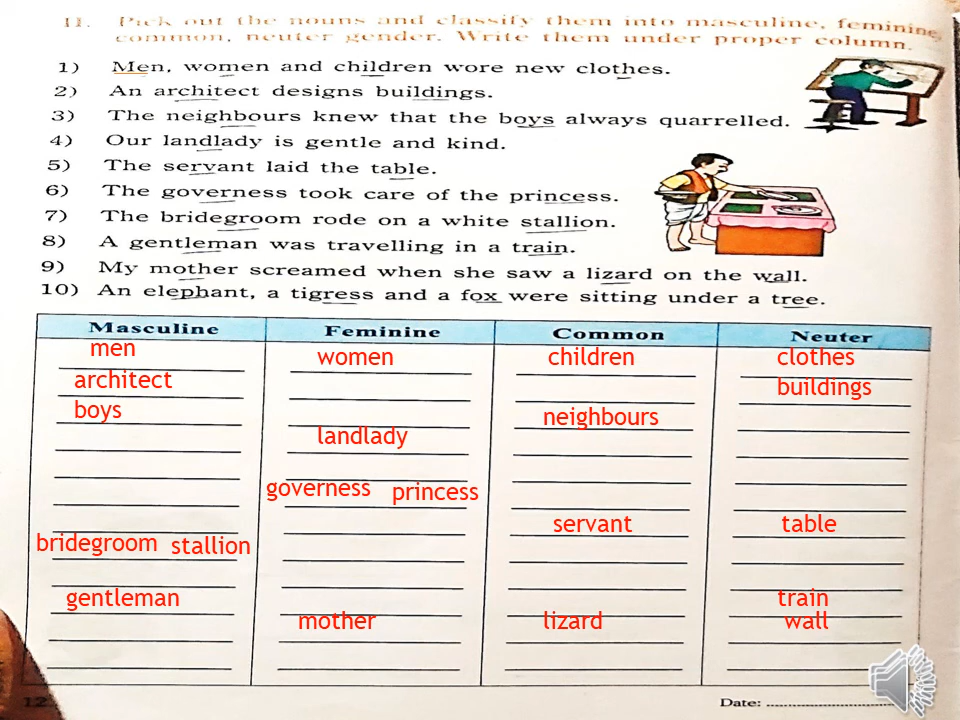 II. Pick out the nouns and classify them into masculine, feminine,
common, neuter gender. Write them under proper column.
1) Men, women and children wore new clothes.
2) An architect designs buildings.
3) The neighbours knew that the boys always quarrelled.
4) Our landlady is gentle and kind.
5) The servant laid the table.
6) The governess took care of the princess.
7) The bridegroom rode on a white stallion.
8) A gentleman was travelling in a train.
9) My mother screamed when she saw a lizard on the wall.
10) An elephant, a tigress and a fox were sitting under a tree.
Masculine Feminine Common Neuter
men women children clothes
architect buildings
boys neighbours
landlady
governess princess
servant table
bridegroom stallion
gentleman train
mother lizard wall
12
Date: